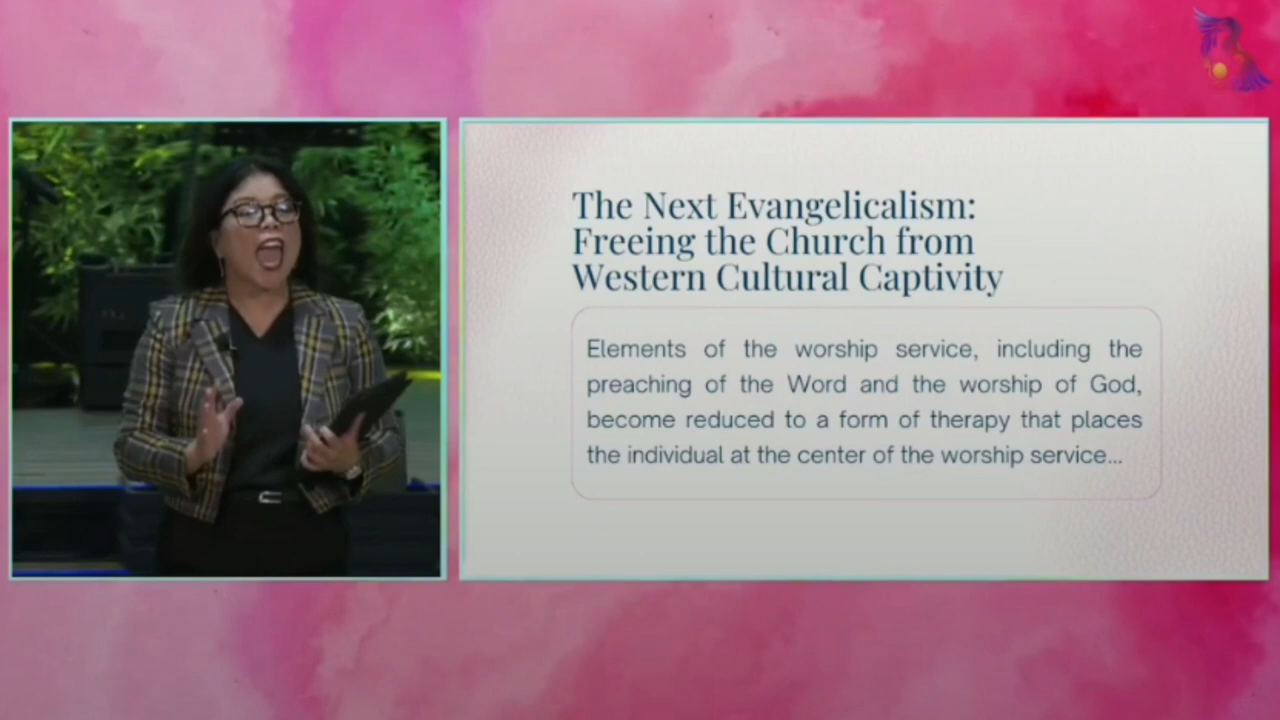 The Next Evangelicalism:
Freeing the Church from
Western Cultural Captivity
Elements of the worship service, including the
preaching of the Word and the worship of God,
become reduced to a form of therapy that places
the individual at the center of the worship service...